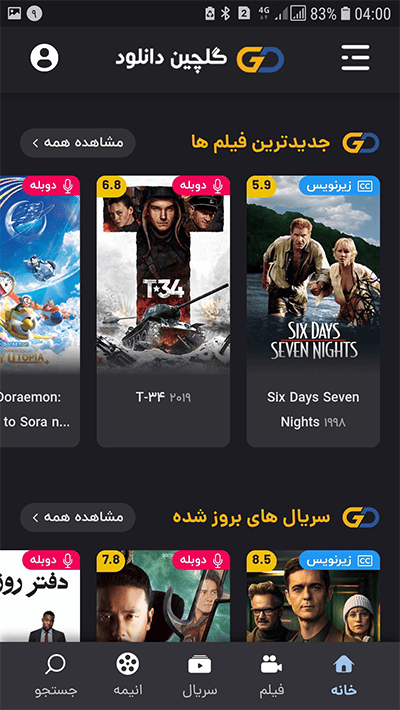 ۹
2
4G
83%
04:00
گلچین دانلود
GD
جدیدترین فیلم ها
مشاهده همه
زیرنویس CC
5.9
SIX DAYS
SEVEN NIGHTS
Six Days Seven
Nights ۱۹۹۸
دوبله
6.8
T-34
T-۳۴ ۲۰۱۹
دوبله
Doraemon
UTOPIA
Doraemon:
to Sora n...
سریال های بروز شده
مشاهده همه
زیرنویس CC
8.5
دوبله
7.8
دوبله
دفتر روز
خانه
فیلم
سریال
انیمه
جستجو